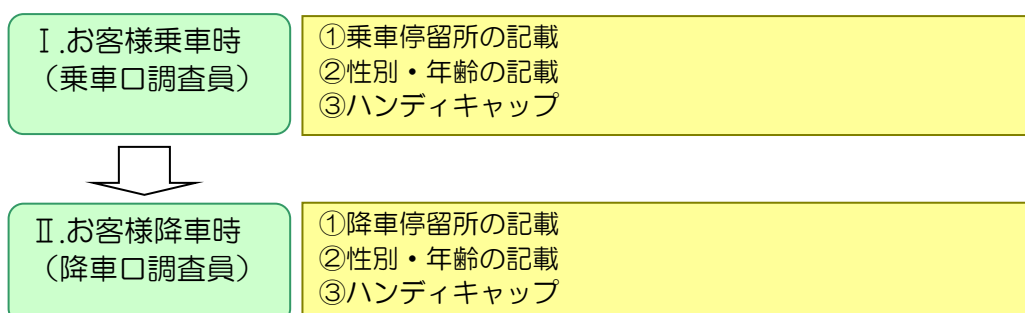 Ⅰ.お客様乗車時
（乗車口調査員）
①乗車停留所の記載
②性別・年齢の記載
③ハンディキャップ
Ⅱ.お客様降車時
（降車口調査員）
①降車停留所の記載
②性別・年齢の記載
③ハンディキャップ